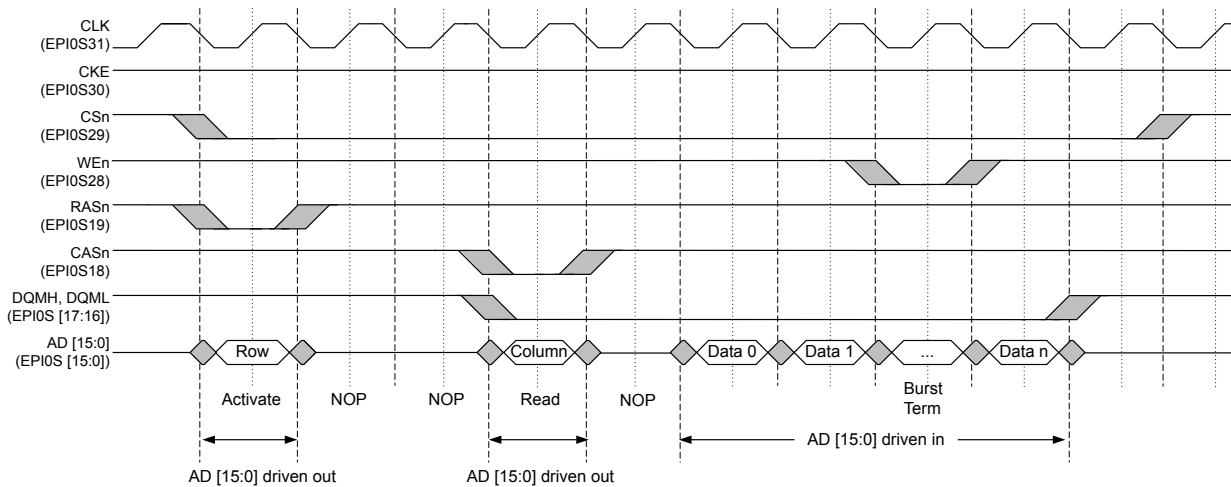 CLK
(EPI0S31)
CKE
(EPI0S30)
CSn
(EPI0S29)
WEn
(EPI0S28)
RASn
(EPI0S19)
CASn
(EPI0S18)
DQMH, DQML
(EPI0S [17:16])
AD [15:0]
(EPI0S [15:0])
Row
Column
Data 0
Data 1
...
Data n
Activate
NOP
NOP
Read
NOP
Burst
Term
AD [15:0] driven in
AD [15:0] driven out
AD [15:0] driven out